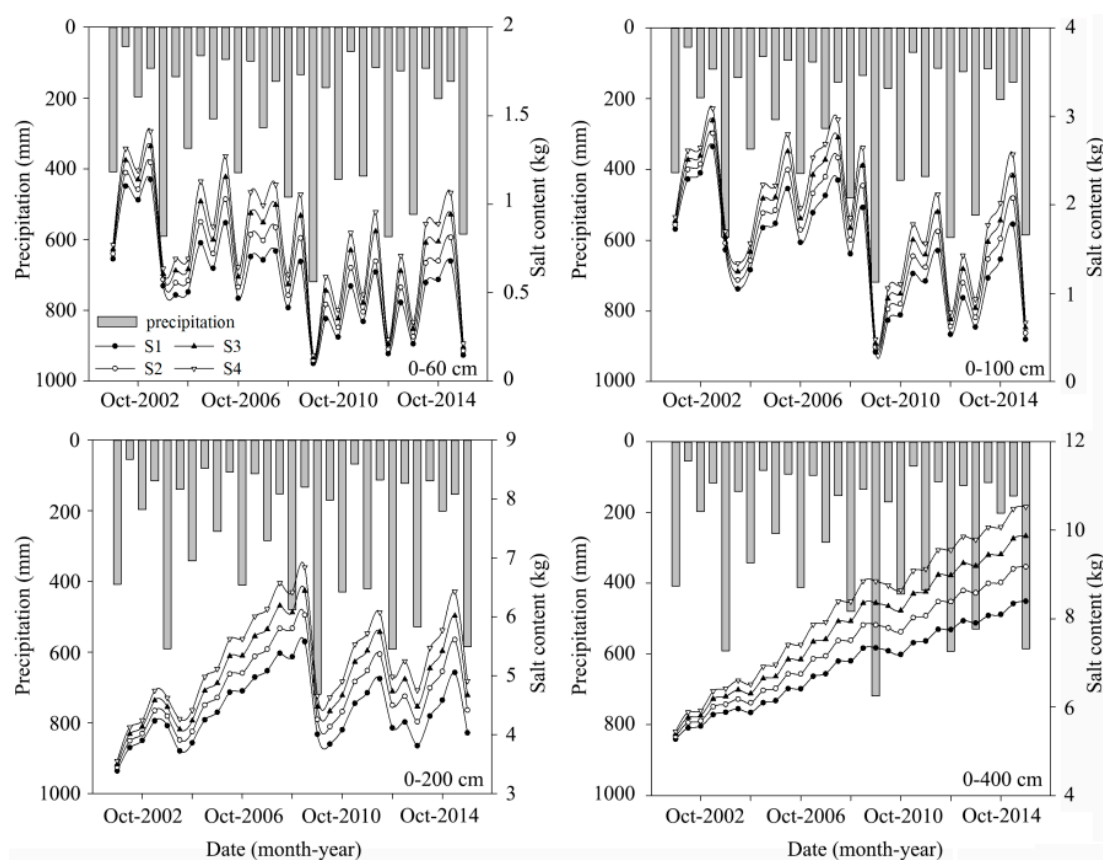 0
200
400
600
800
1000
Precipitation (mm)
2
1.5
1
0.5
0
Salt content (kg)
precipitation
S1 S3
S2 S4
0-60 cm
Oct-2002 Oct-2006 Oct-2010 Oct-2014
0
200
400
600
800
1000
Precipitation (mm)
4
3
2
1
0
Salt content (kg)
0-100 cm
Oct-2002 Oct-2006 Oct-2010 Oct-2014
0
200
400
600
800
1000
Precipitation (mm)
9
8
7
6
5
4
3
Salt content (kg)
0-200 cm
Oct-2002 Oct-2006 Oct-2010 Oct-2014
Date (month-year)
0
200
400
600
800
1000
Precipitation (mm)
12
10
8
6
4
Salt content (kg)
0-400 cm
Oct-2002 Oct-2006 Oct-2010 Oct-2014
Date (month-year)